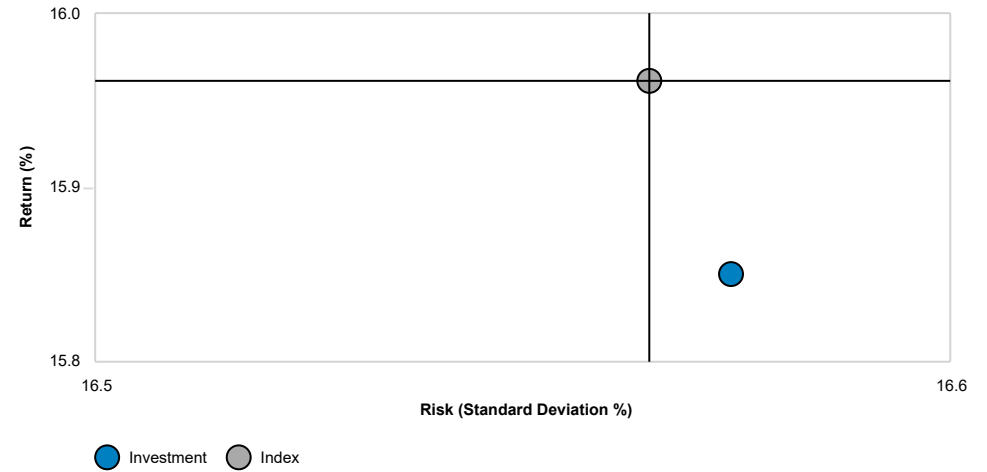 16.0
Return (%)
15.9
15.8
16.5
16.6
Risk (Standard Deviation %)
Investment
Index